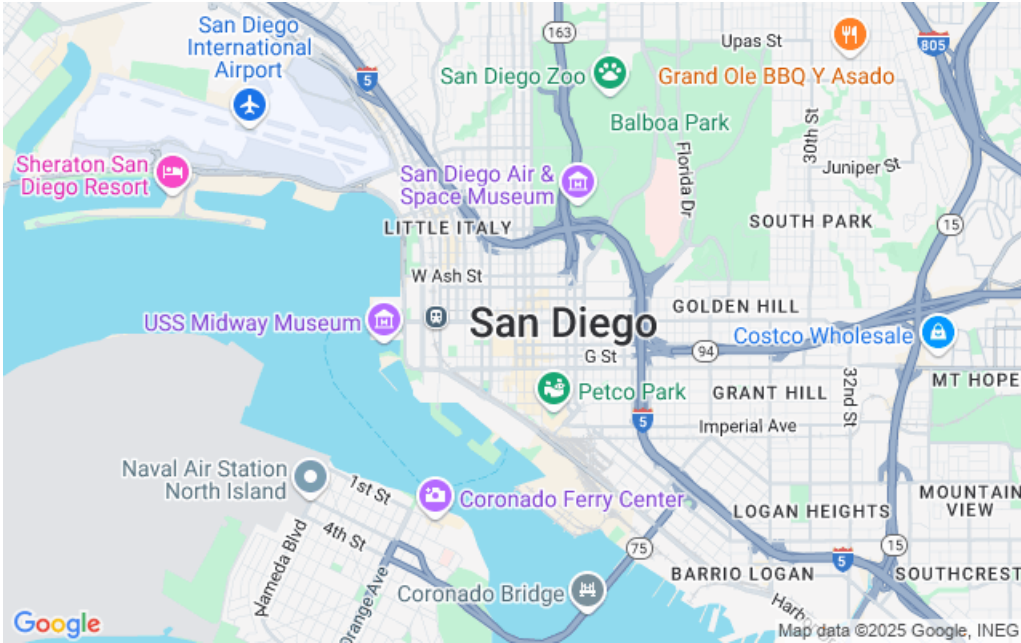 163
Upas St
805
San Diego
International
Airport
5
San Diego Zoo
Grand Ole BBQ Y Asado
Balboa Park
30th St
Florida Dr
Juniper St
Sheraton San
Diego Resort
San Diego Air &
Space Museum
LITTLE ITALY
SOUTH PARK
15
W Ash St
USS Midway Museum
San Diego
GOLDEN HILL
Costco Wholesale
G St
94
32nd St
MT HOPE
Petco Park
GRANT HILL
5
Imperial Ave
Naval Air Station
North Island
1st St
Coronado Ferry Center
MOUNTAIN
VIEW
LOGAN HEIGHTS
4th St
Alameda Blvd
75
15
5
Orange Ave
Coronado Bridge
BARRIO LOGAN
SOUTHCREST
Google
Map data ©2025 Google, INEG